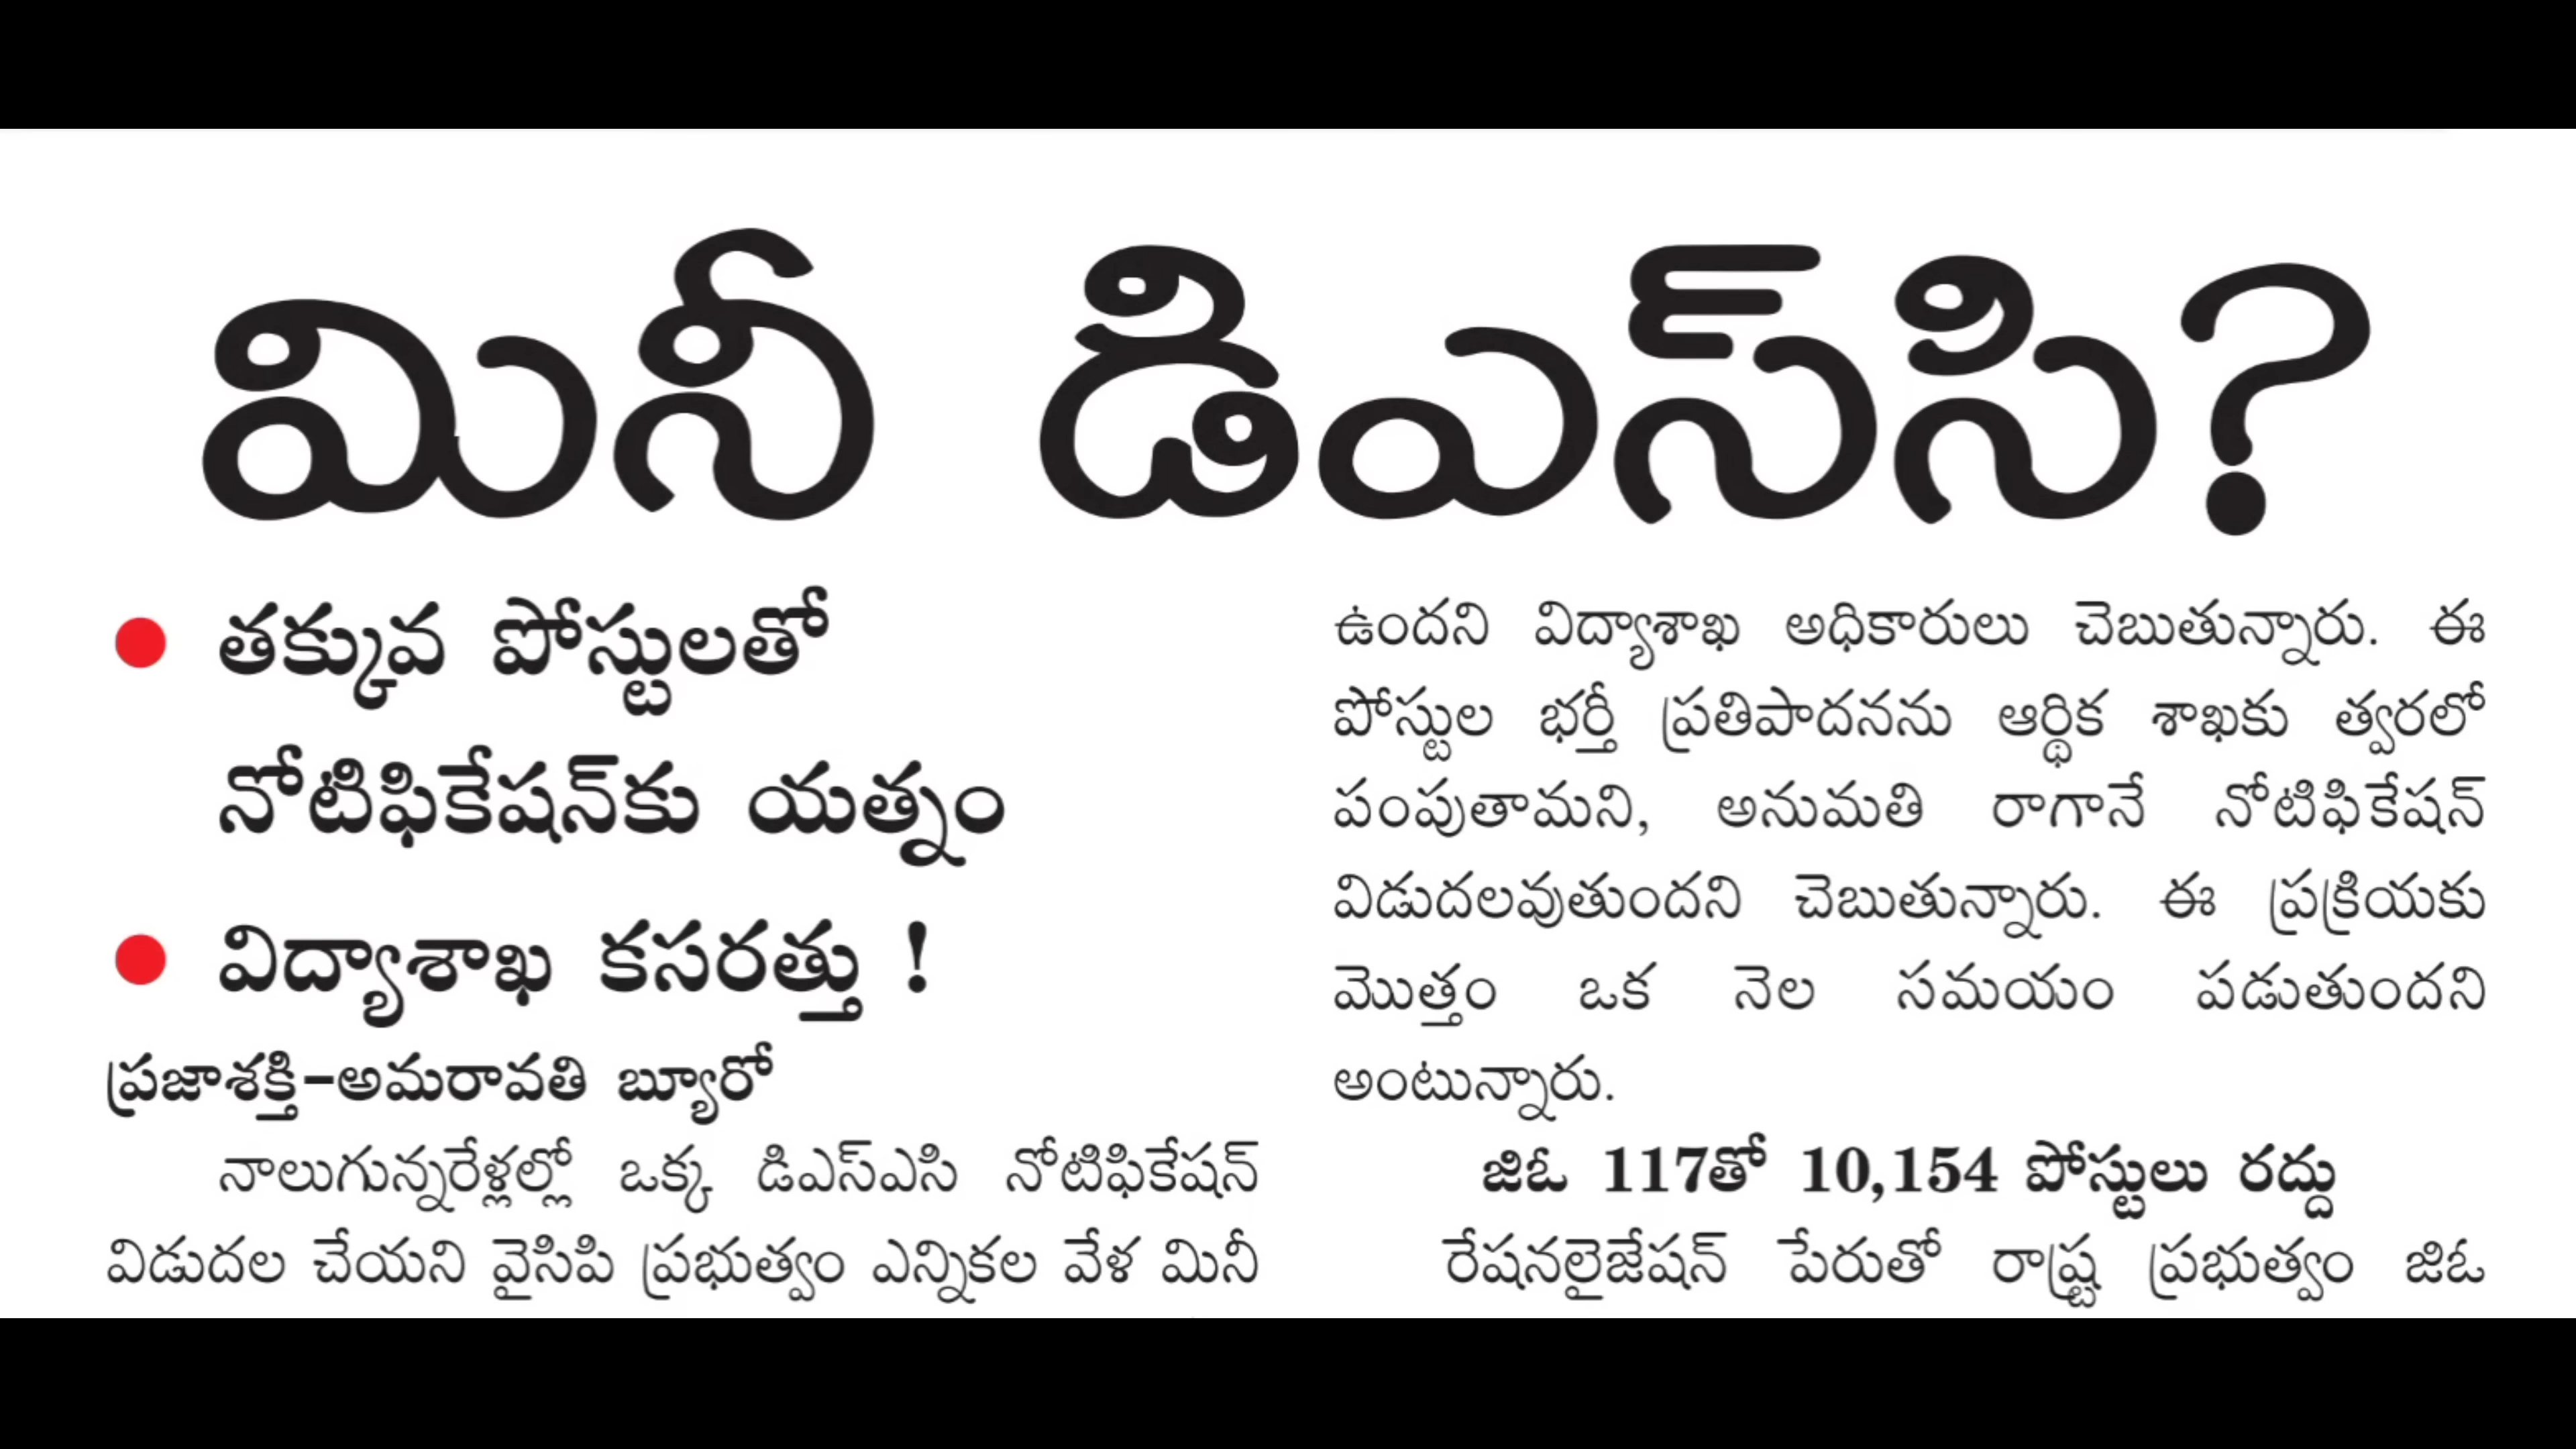 మినీ డిఎస్‌సి?
● తక్కువ పోస్టులతో
నోటిఫికేషన్‌కు యత్నం
● విద్యాశాఖ కసరత్తు !
ప్రజాశక్తి-అమరావతి బ్యూరో
నాలుగున్నరేళ్లల్లో ఒక్క డిఎస్‌ఎసి నోటిఫికేషన్
విడుదల చేయని వైసిపి ప్రభుత్వం ఎన్నికల వేళ మినీ
ఉందని విద్యాశాఖ అధికారులు చెబుతున్నారు. ఈ
పోస్టుల భర్తీ ప్రతిపాదనను ఆర్థిక శాఖకు త్వరలో
పంపుతామని, అనుమతి రాగానే నోటిఫికేషన్
విడుదలవుతుందని చెబుతున్నారు. ఈ ప్రక్రియకు
మొత్తం ఒక నెల సమయం పడుతుందని
అంటున్నారు.
జిఓ 117తో 10,154 పోస్టులు రద్దు
రేషనలైజేషన్ పేరుతో రాష్ట్ర ప్రభుత్వం జిఓ